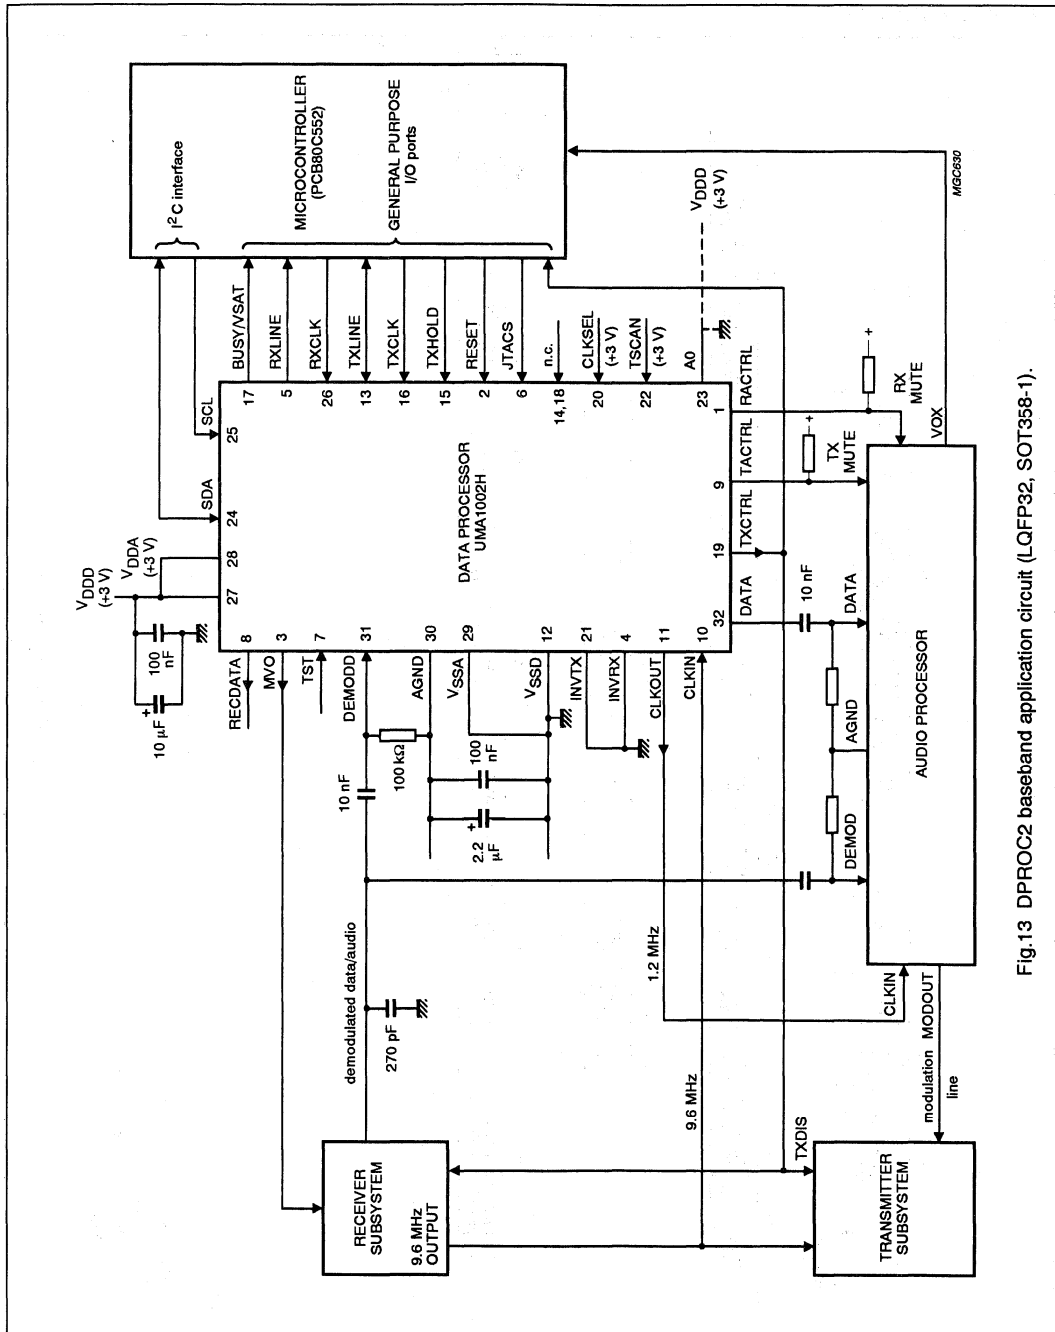 I²C interface
MICROCONTROLLER
(PCB80C552)
GENERAL PURPOSE
I/O ports
BUSY/VSAT
RXLINE
RXCLK
TXLINE
TXCLK
TXHOLD
RESET
JTACS
n.c.
CLKSEL
(+3 V)
TSCAN
(+3 V)
A0
VDDD
(+3 V)
SCL
SDA
VDDA
(+3 V)
VDDD
(+3 V)
17
5
26
13
16
15
2
6
14,18
20
22
23
25
24
28
27
DATA PROCESSOR
UMA1002H
1
9
19
32
RACTRL
TACTRL
TXCTRL
DATA
+
RX
MUTE
+
TX
MUTE
VOX
MGC630
8
3
7
31
30
29
12
21
4
11
10
100
nF
10 µF
+
RECDATA
MVO
TST
DEMODD
AGND
VSSA
VSSD
INVTX
INVRX
CLKOUT
CLKIN
10 nF
100 kΩ
100
nF
+
2.2
µF
10 nF
DATA
AGND
DEMOD
AUDIO PROCESSOR
demodulated data/audio
270 pF
1.2 MHz
9.6 MHz
CLKIN
MODOUT
modulation
line
RECEIVER
SUBSYSTEM
9.6 MHz
OUTPUT
TXDIS
TRANSMITTER
SUBSYSTEM
Fig.13 DPROC2 baseband application circuit (LQFP32, SOT358-1).